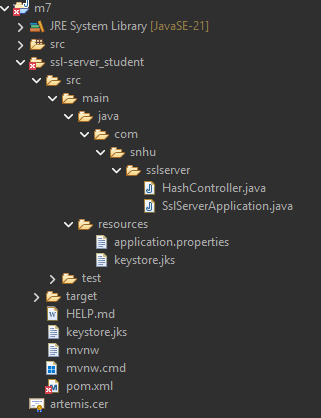 m7
JRE System Library [JavaSE-21]
src
ssl-server_student
src
main
java
com
snhu
sslserver
HashController.java
SslServerApplication.java
resources
application.properties
keystore.jks
test
target
HELP.md
keystore.jks
mvnw
mvnw.cmd
pom.xml
artemis.cer